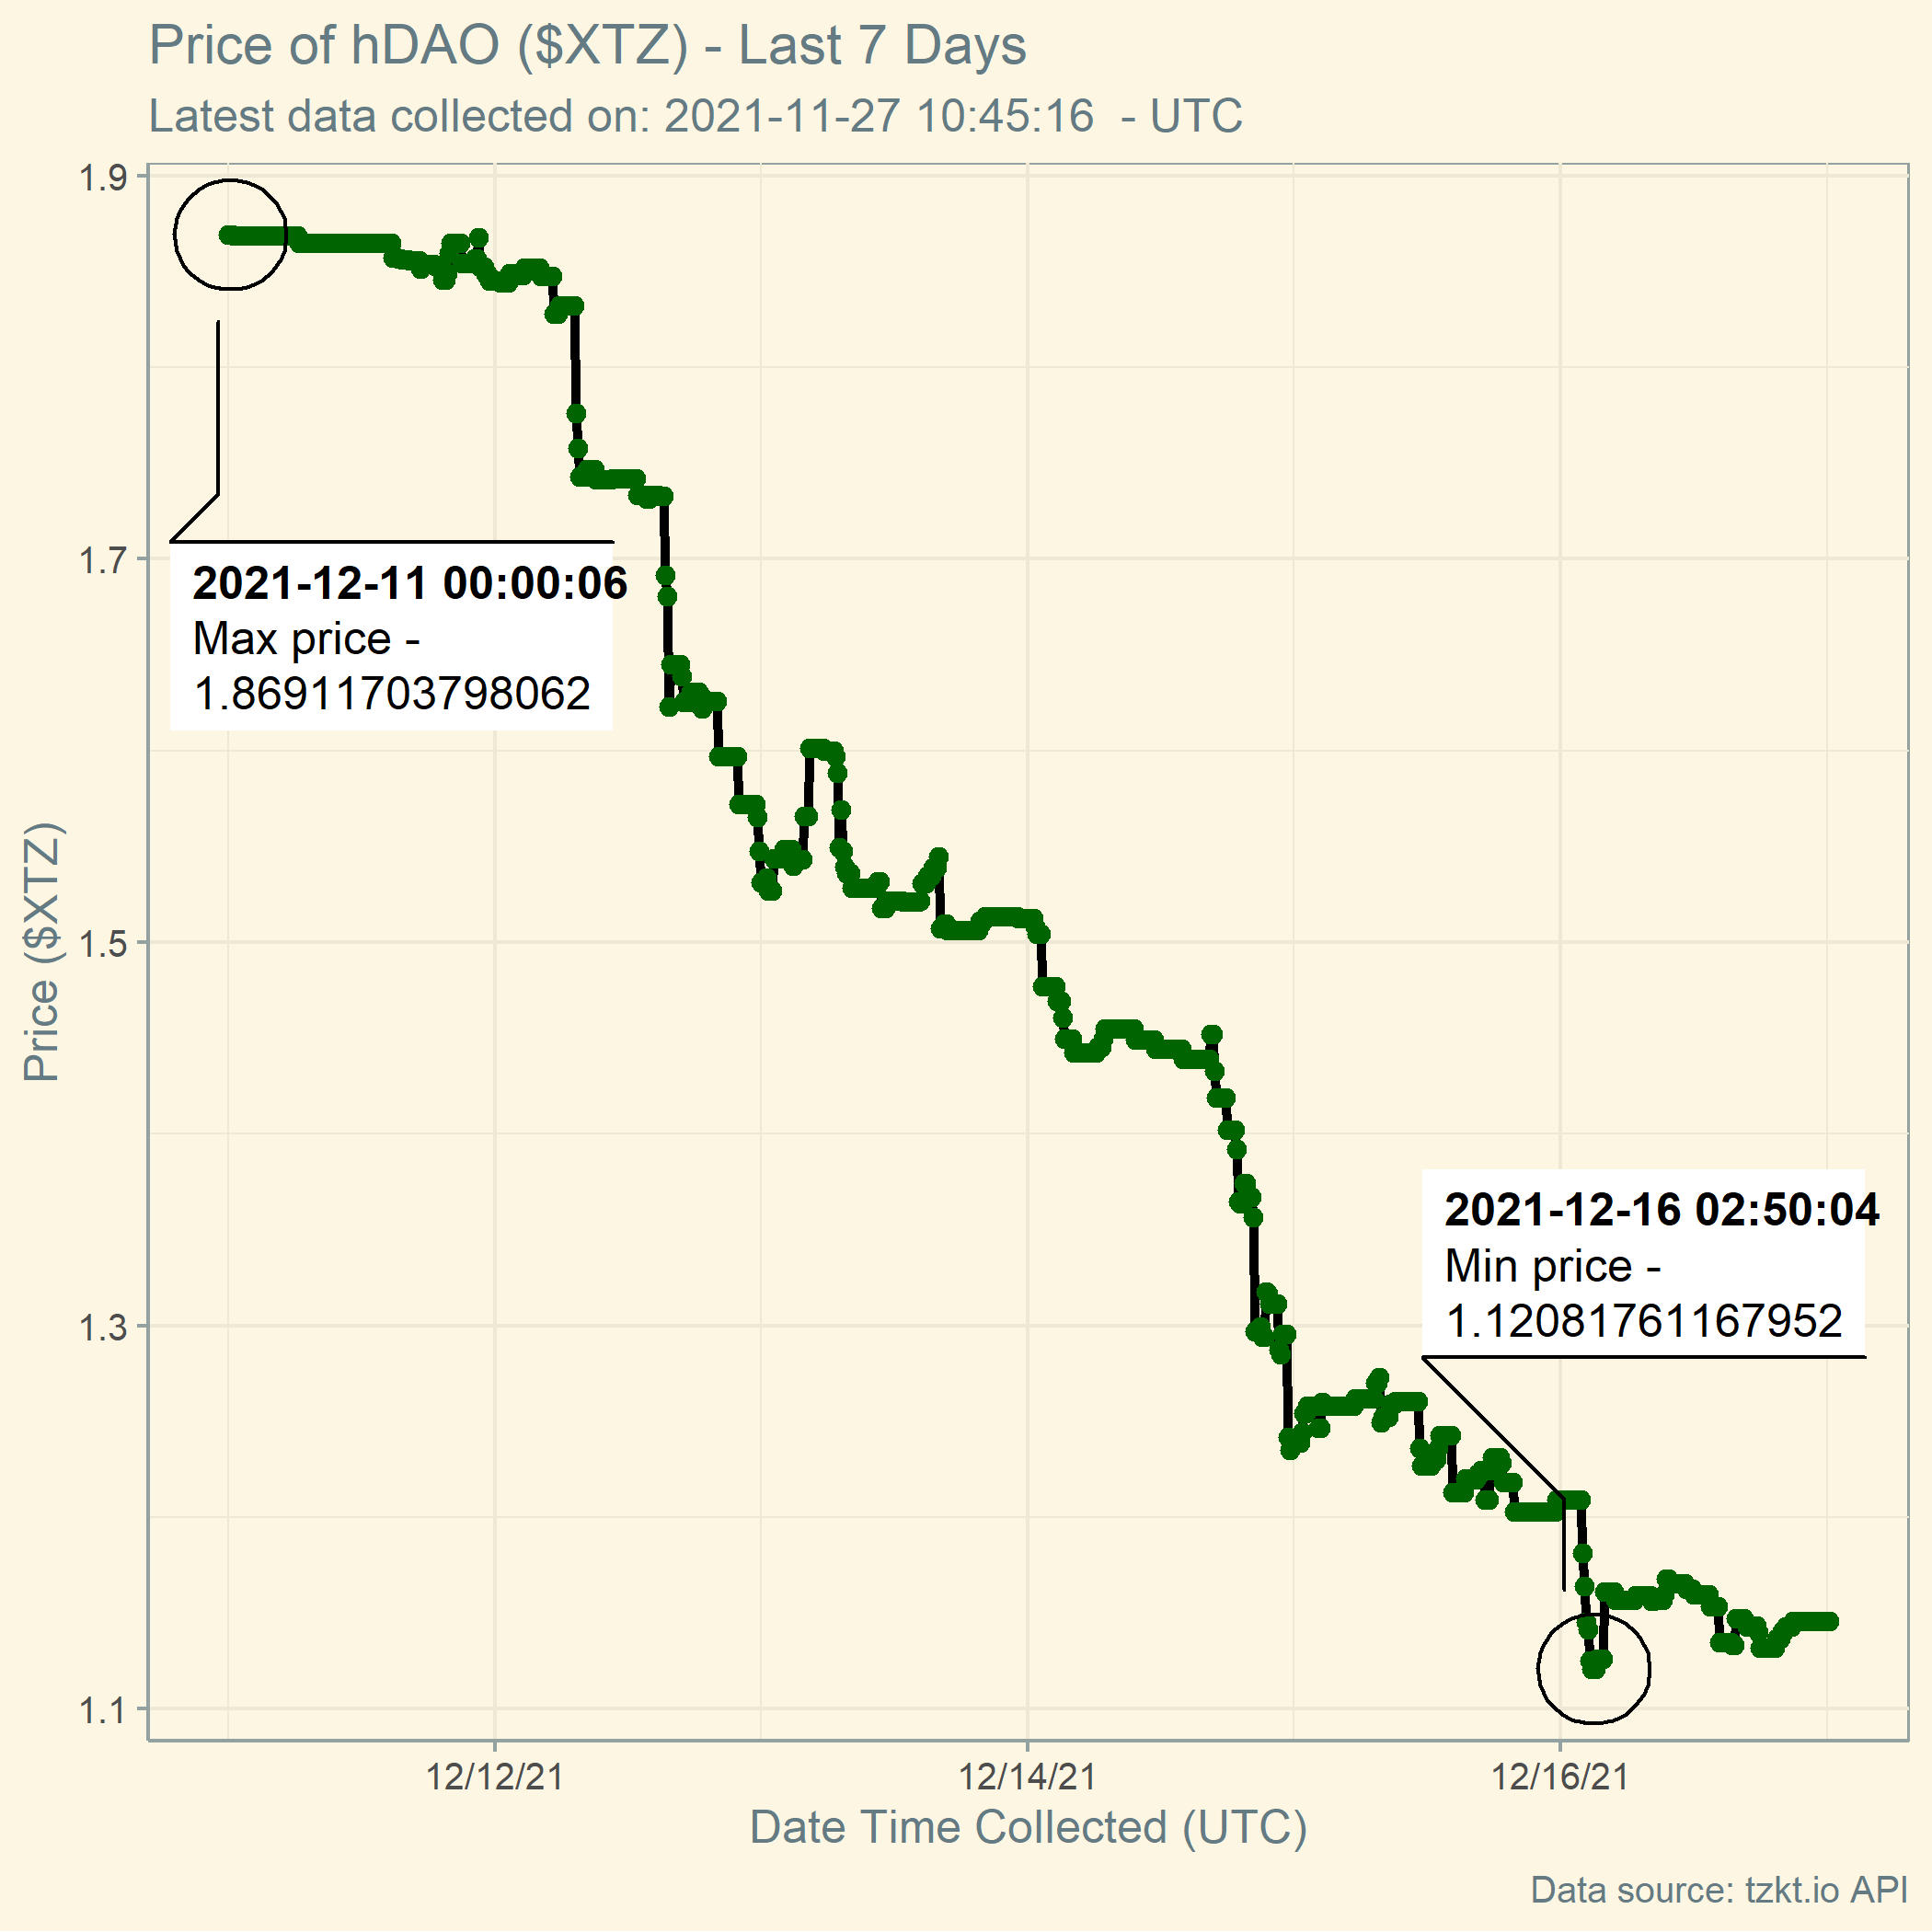 Price of hDAO ($XTZ) - Last 7 Days
Latest data collected on: 2021-11-27 10:45:16  - UTC
1.9
1.7
1.5
1.3
1.1
Price ($XTZ)
2021-12-11 00:00:06
Max price -
1.86911703798062
2021-12-16 02:50:04
Min price -
1.12081761167952
12/12/21
12/14/21
12/16/21
Date Time Collected (UTC)
Data source: tzkt.io API